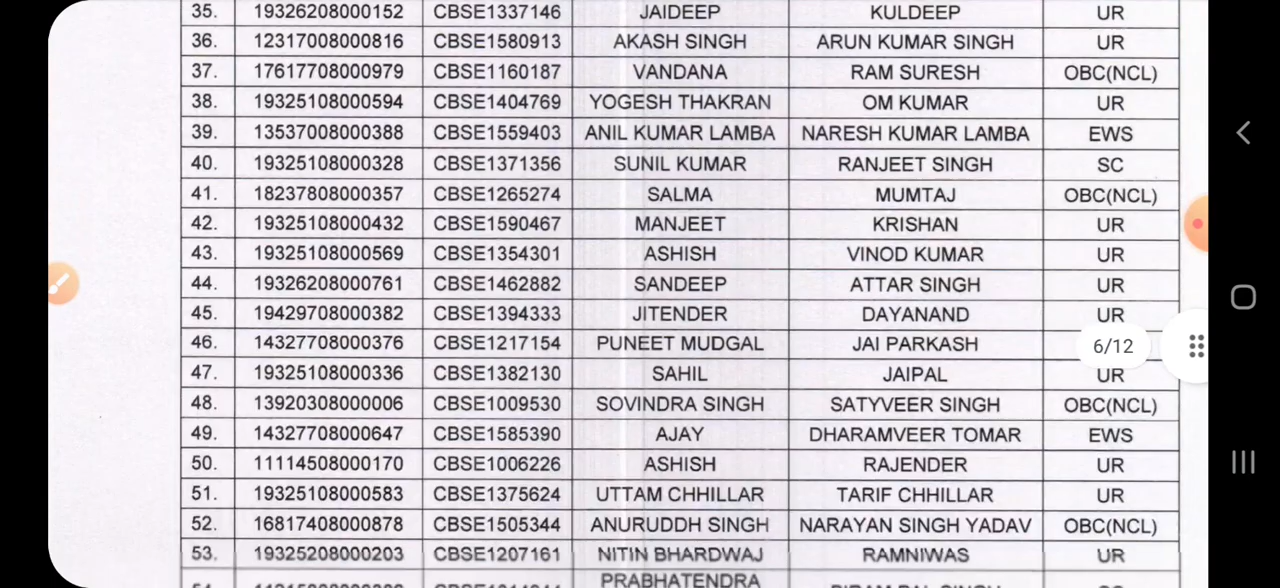 35. 19326208000152 CBSE1337146 JAIDEEP KULDEEP UR
36. 12317008000816 CBSE1580913 AKASH SINGH ARUN KUMAR SINGH UR
37. 17617708000979 CBSE1160187 VANDANA RAM SURESH OBC(NCL)
38. 19325108000594 CBSE1404769 YOGESH THAKRAN OM KUMAR UR
39. 13537008000388 CBSE1559403 ANIL KUMAR LAMBA NARESH KUMAR LAMBA EWS
40. 19325108000328 CBSE1371356 SUNIL KUMAR RANJEET SINGH SC
41. 18237808000357 CBSE1265274 SALMA MUMTAJ OBC(NCL)
42. 19325108000432 CBSE1590467 MANJEET KRISHAN UR
43. 19325108000569 CBSE1354301 ASHISH VINOD KUMAR UR
44. 19326208000761 CBSE1462882 SANDEEP ATTAR SINGH UR
45. 19429708000382 CBSE1394333 JITENDER DAYANAND UR
46. 14327708000376 CBSE1217154 PUNEET MUDGAL JAI PARKASH
6/12
47. 19325108000336 CBSE1382130 SAHIL JAIPAL UR
48. 13920308000006 CBSE1009530 SOVINDRA SINGH SATYVEER SINGH OBC(NCL)
49. 14327708000647 CBSE1585390 AJAY DHARAMVEER TOMAR EWS
50. 11114508000170 CBSE1006226 ASHISH RAJENDER UR
51. 19325108000583 CBSE1375624 UTTAM CHHILLAR TARIF CHHILLAR UR
52. 16817408000878 CBSE1505344 ANURUDDH SINGH NARAYAN SINGH YADAV OBC(NCL)
53. 19325208000203 CBSE1207161 NITIN BHARDWAJ RAMNIWAS UR
PRABHATENDRA